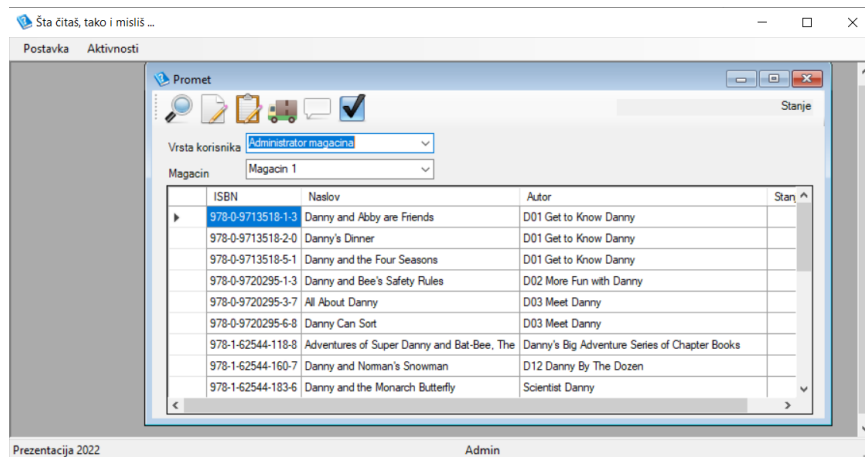 Šta čitaš, tako i misliš ...
Postavka Aktivnosti
Promet
Stanje
Vrsta korisnika Administrator magacina
Magacin Magacin 1
ISBN Naslov Autor Stanj
978-0-9713518-1-3 Danny and Abby are Friends D01 Get to Know Danny
978-0-9713518-2-0 Danny's Dinner D01 Get to Know Danny
978-0-9713518-5-1 Danny and the Four Seasons D01 Get to Know Danny
978-0-9720295-1-3 Danny and Bee's Safety Rules D02 More Fun with Danny
978-0-9720295-3-7 All About Danny D03 Meet Danny
978-0-9720295-6-8 Danny Can Sort D03 Meet Danny
978-1-62544-118-8 Adventures of Super Danny and Bat-Bee, The Danny's Big Adventure Series of Chapter Books
978-1-62544-160-7 Danny and Norman's Snowman D12 Danny By The Dozen
978-1-62544-183-6 Danny and the Monarch Butterfly Scientist Danny
Prezentacija 2022 Admin